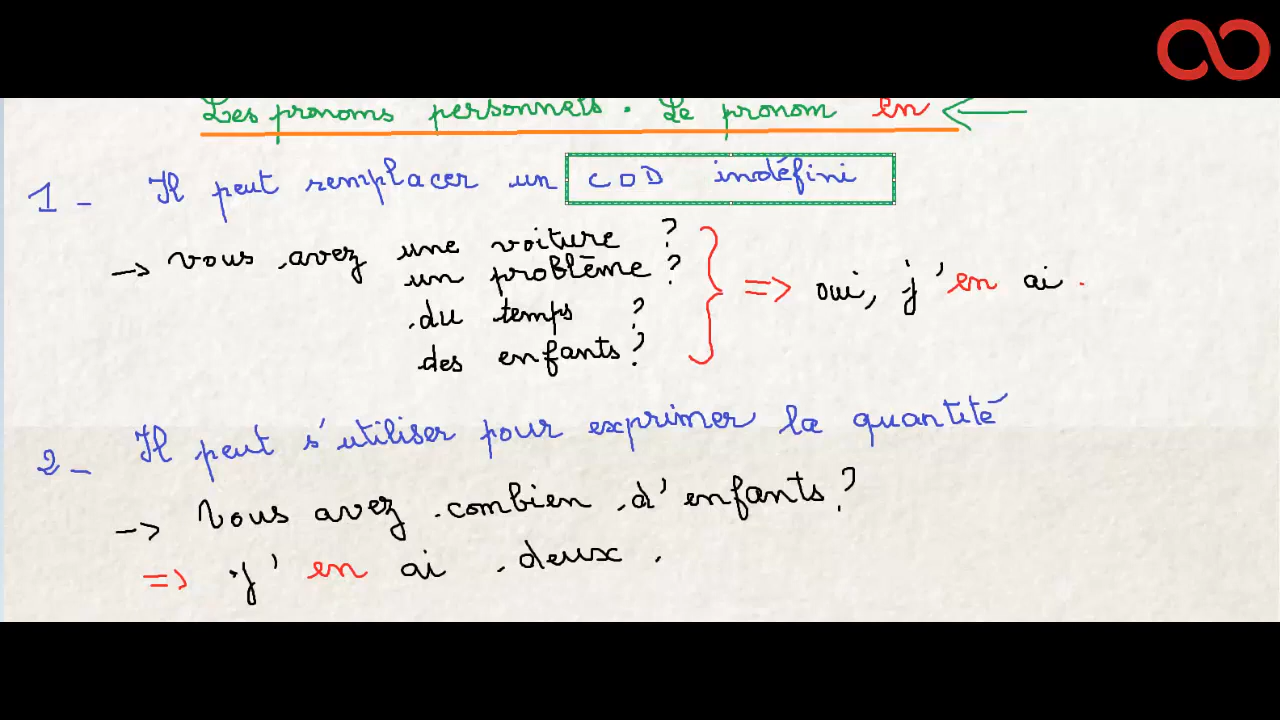 Les pronoms personnels. Le pronom en ←
1 - Il peut remplacer un COD indéfini
→ vous avez une voiture ?
un problème ?
du temps ?
des enfants ?
⇒ oui, j'en ai.
2 - Il peut s'utiliser pour exprimer la quantité
→ Vous avez combien d'enfants ?
⇒ j'en ai deux.